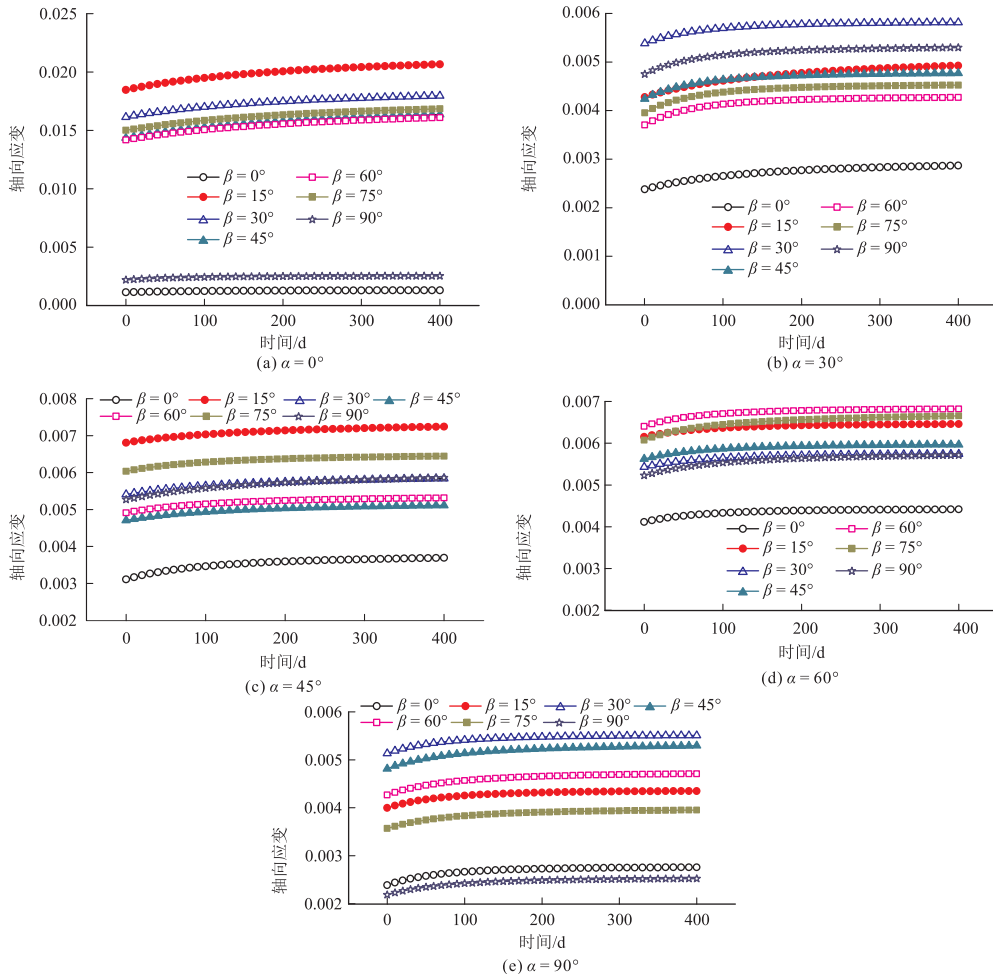 0.025
0.020
0.015
0.010
0.005
0.000
轴向应变
β = 0° β = 60°
β = 15° β = 75°
β = 30° β = 90°
β = 45°
0 100 200 300 400
时间/d
(a) α = 0°
0.006
0.005
0.004
0.003
0.002
0.001
0.000
轴向应变
β = 0° β = 60°
β = 15° β = 75°
β = 30° β = 90°
β = 45°
0 100 200 300 400
时间/d
(b) α = 30°
β = 0° β = 15° β = 30° β = 45°
β = 60° β = 75° β = 90°
0.008
0.007
0.006
0.005
0.004
0.003
0.002
轴向应变
0 100 200 300 400
时间/d
(c) α = 45°
0.007
0.006
0.005
0.004
0.003
0.002
轴向应变
β = 0° β = 60°
β = 15° β = 75°
β = 30° β = 90°
β = 45°
0 100 200 300 400
时间/d
(d) α = 60°
β = 0° β = 15° β = 30° β = 45°
β = 60° β = 75° β = 90°
0.006
0.005
0.004
0.003
0.002
轴向应变
0 100 200 300 400
时间/d
(e) α = 90°